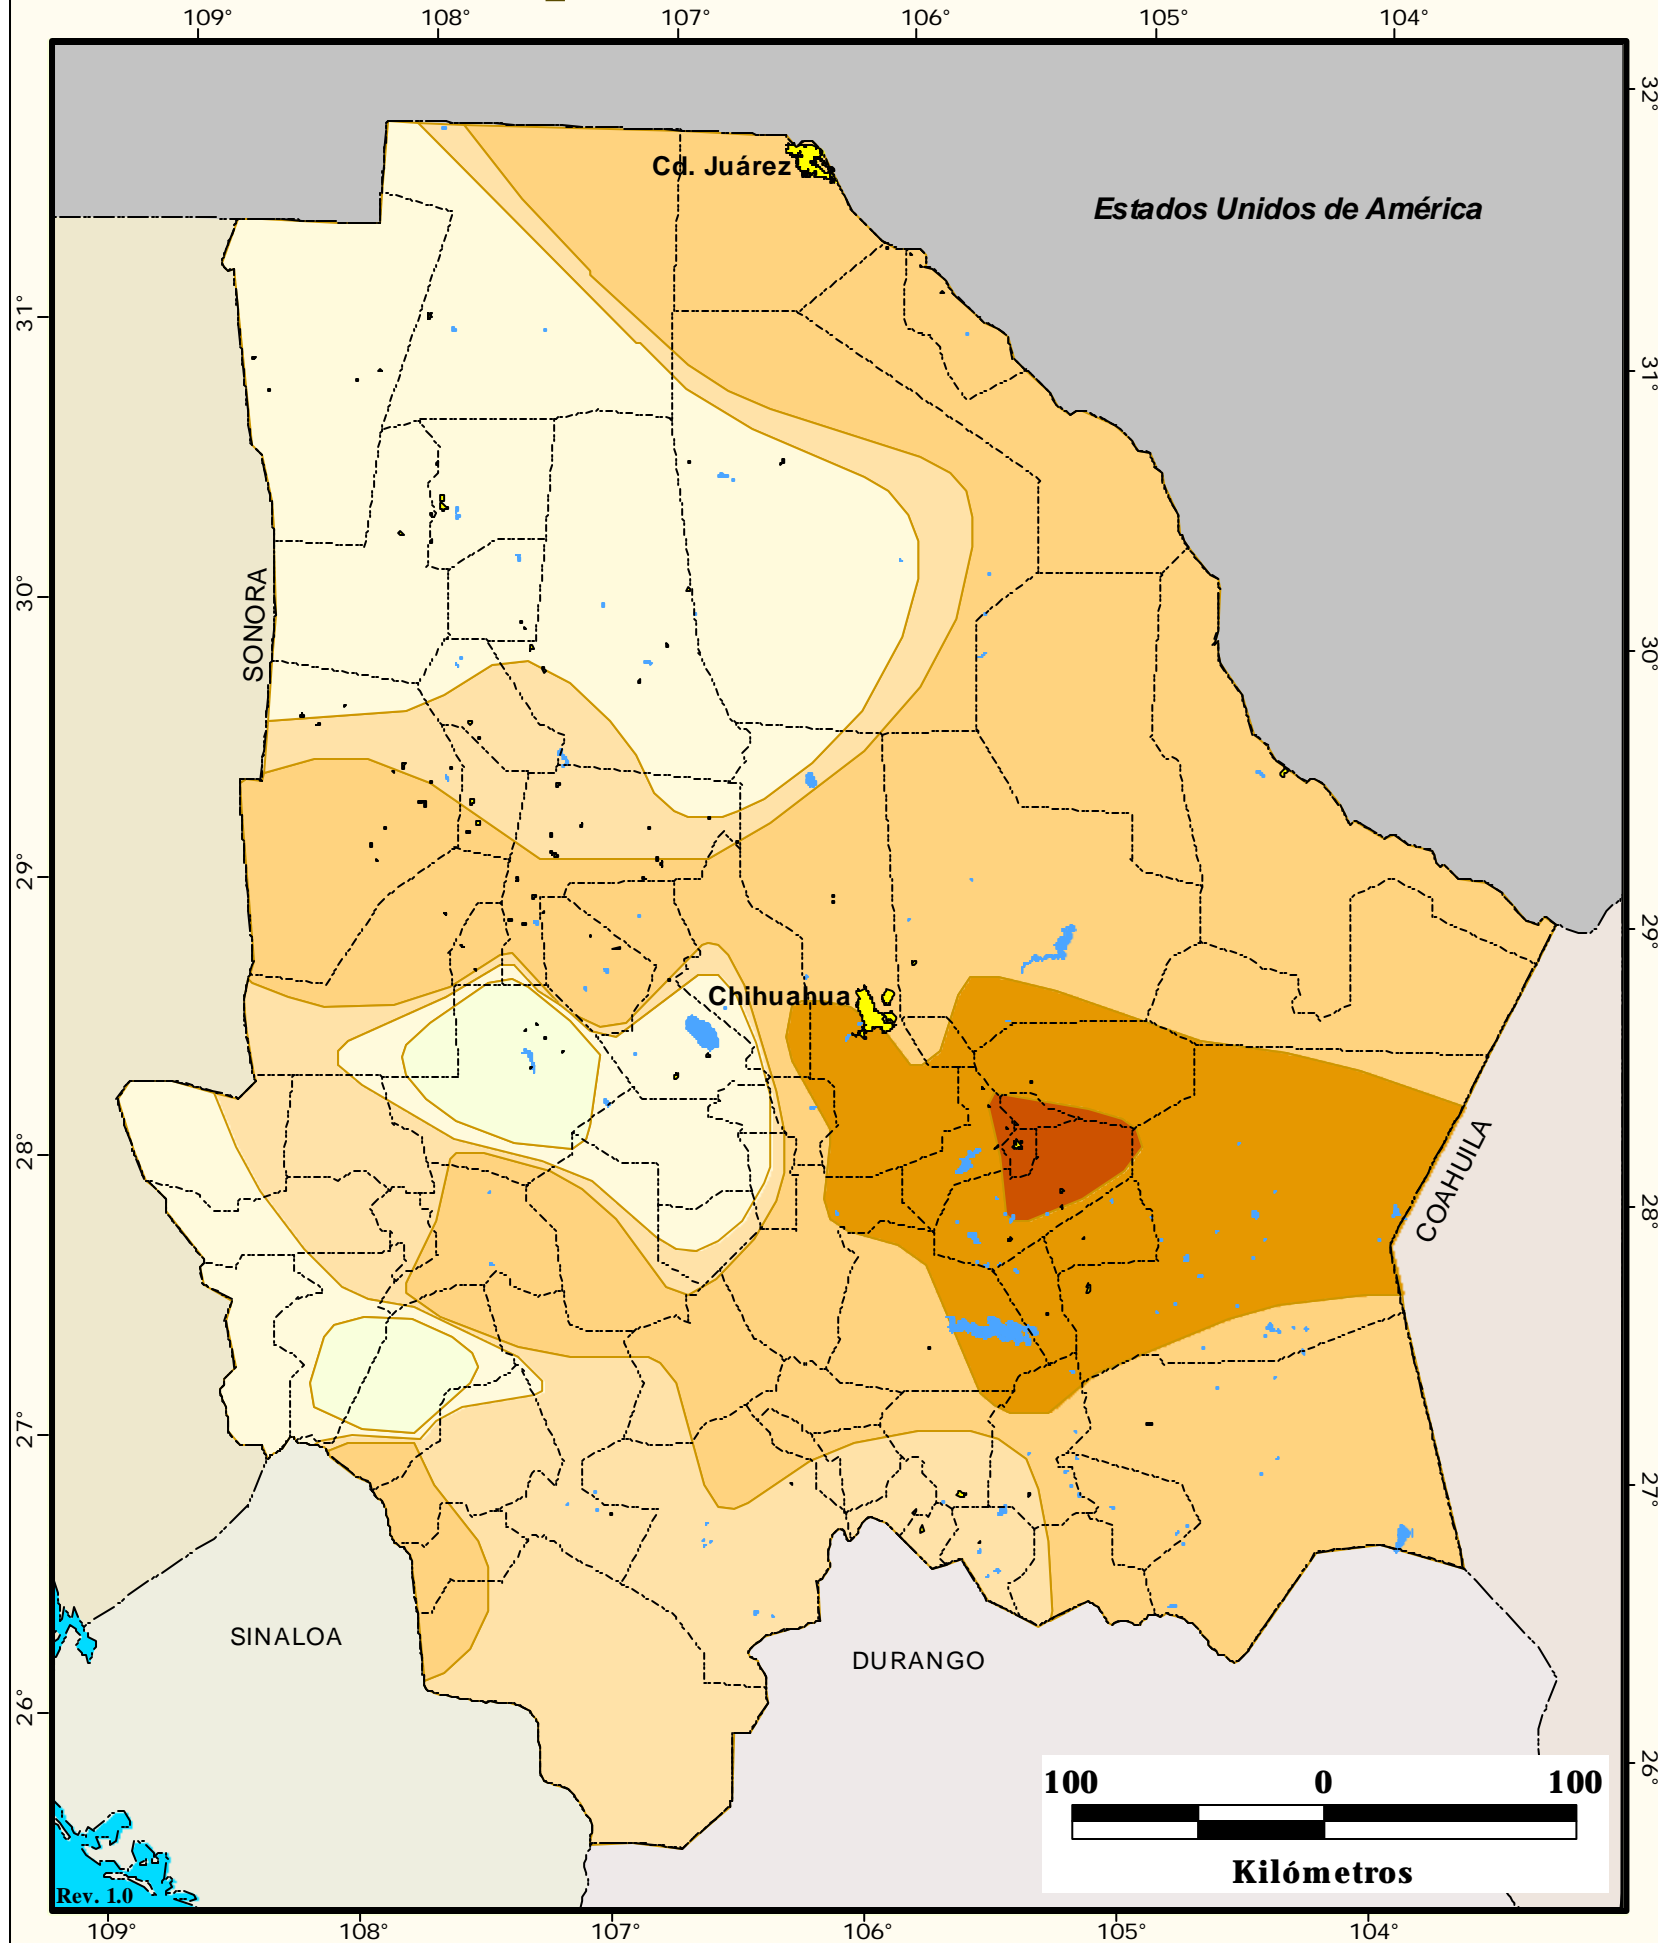 109° 108° 107° 106° 105° 104°
32°
Cd. Juárez
Estados Unidos de América
31°
31°
30°
SONORA
30°
29°
29°
Chihuahua
28°
COAHUILA
28°
27°
27°
SINALOA
DURANGO
26°
26°
100 0 100
Kilómetros
Rev. 1.0
109° 108° 107° 106° 105° 104°